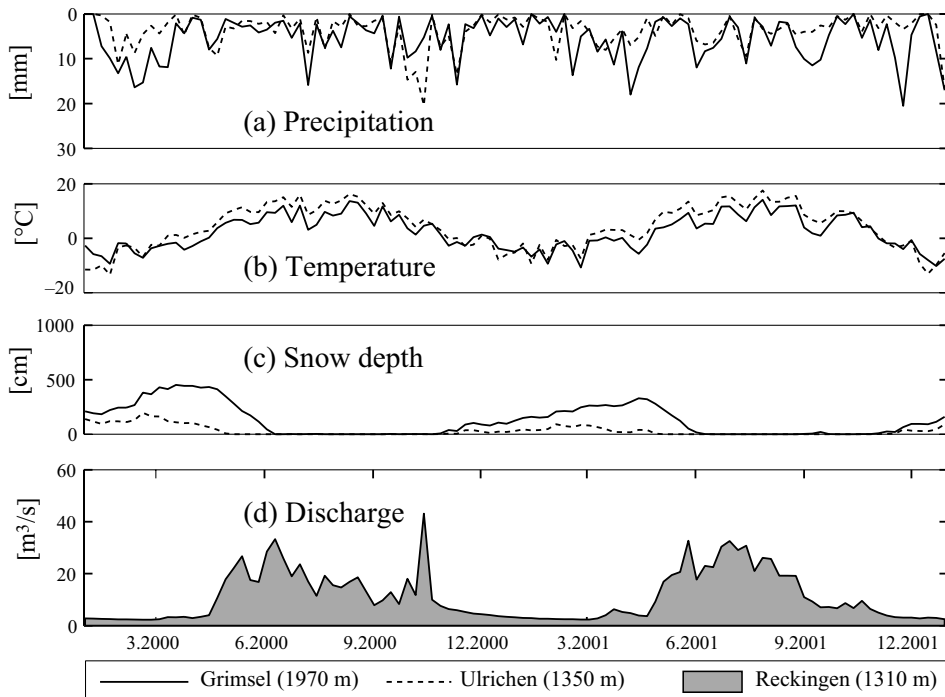 0
10
20
30
[mm]
(a) Precipitation
20
0
–20
[°C]
(b) Temperature
1000
500
0
[cm]
(c) Snow depth
60
40
20
0
[m³/s]
(d) Discharge
3.2000 6.2000 9.2000 12.2000 3.2001 6.2001 9.2001 12.2001
Grimsel (1970 m) Ulrichen (1350 m) Reckingen (1310 m)